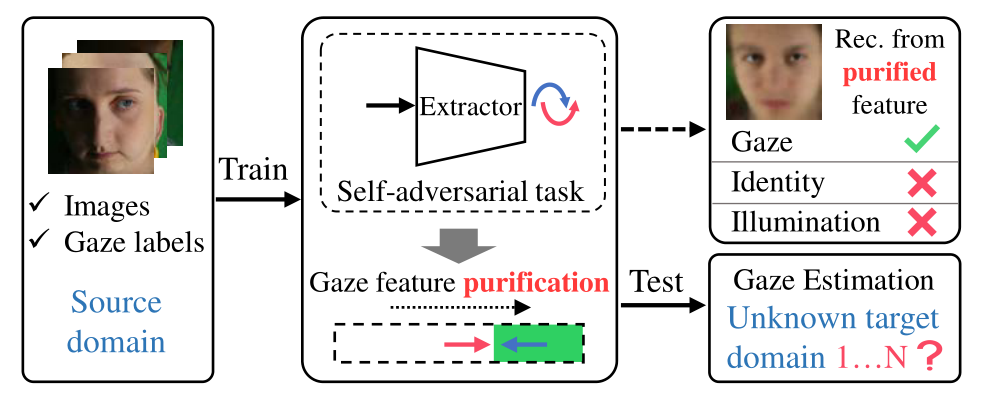 ✓ Images
✓ Gaze labels
Source
domain
Train
Extractor
Self-adversarial task
Gaze feature purification
Test
Rec. from
purified
feature
Gaze
Identity
Illumination
Gaze Estimation
Unknown target
domain 1...N ?